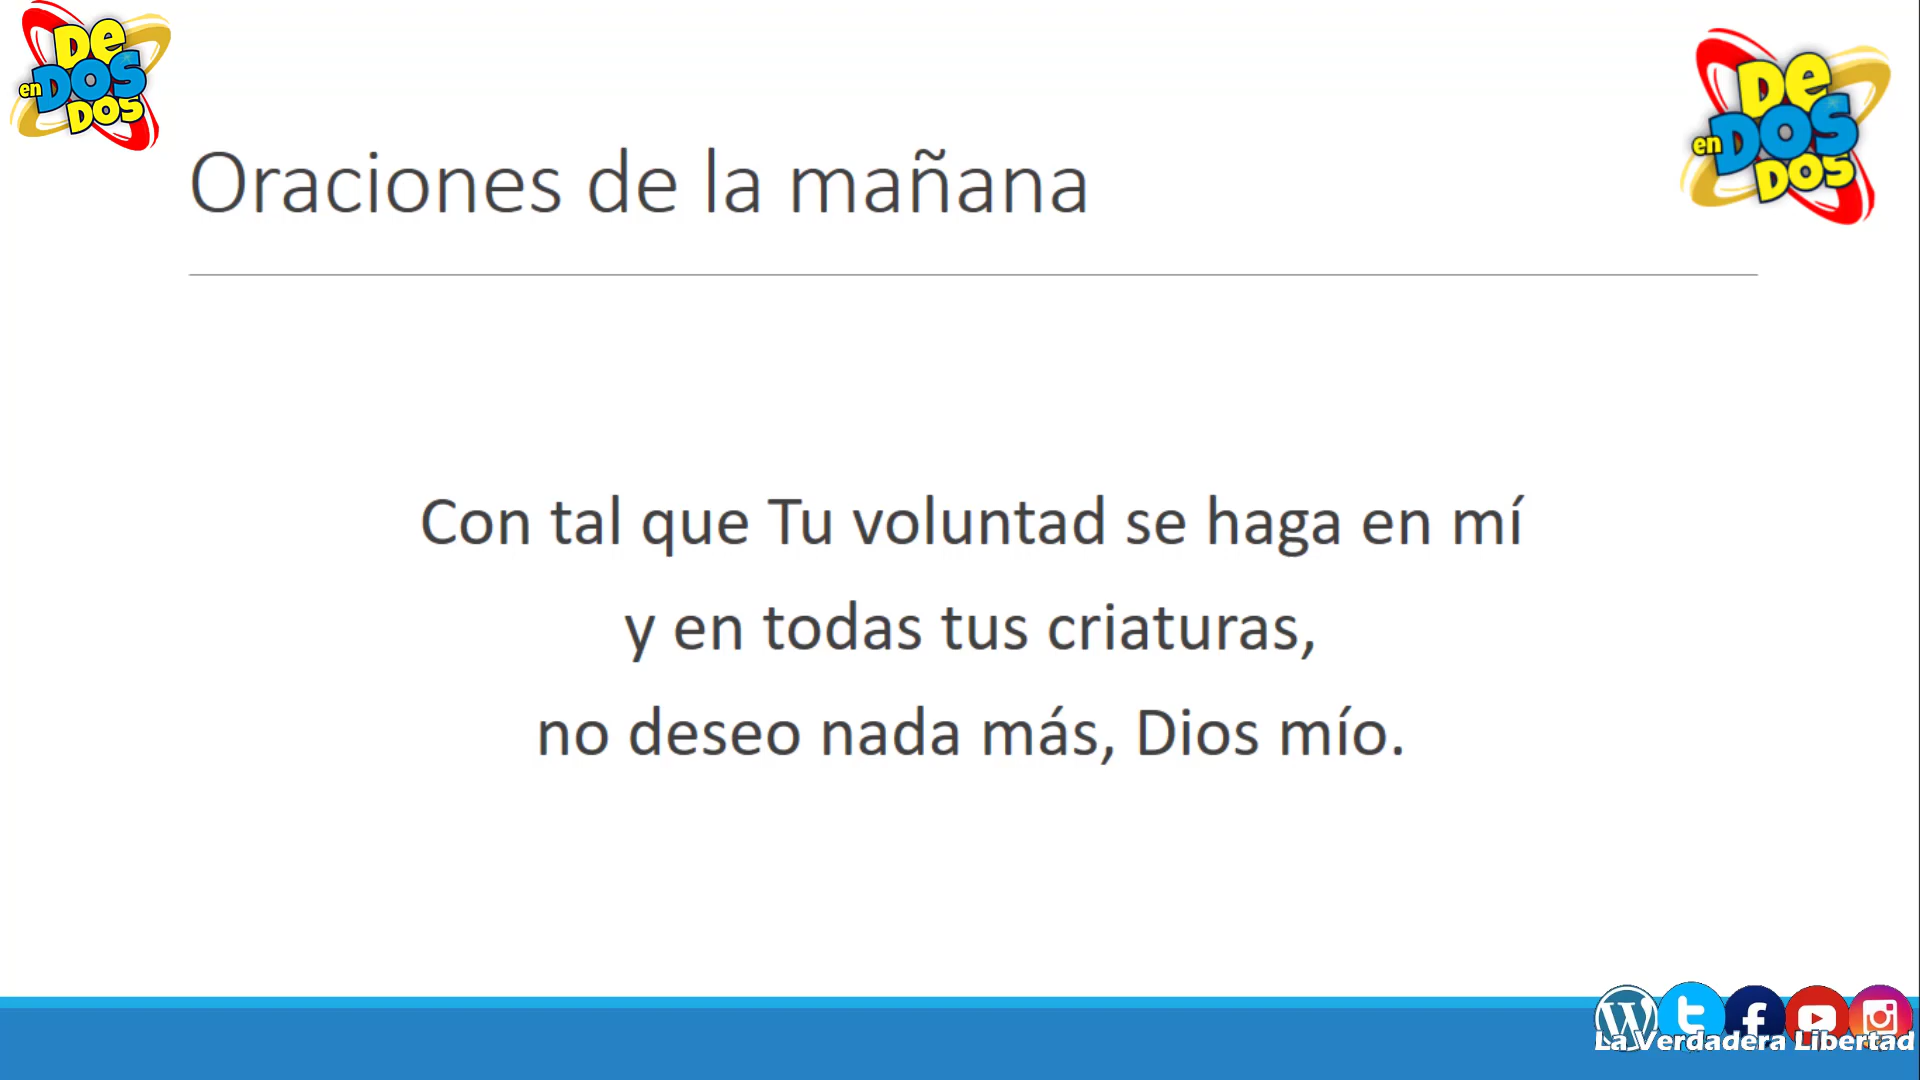 DE
en DOS
DOS
DE
en DOS
DOS
Oraciones de la mañana
Con tal que Tu voluntad se haga en mí
y en todas tus criaturas,
no deseo nada más, Dios mío.
La Verdadera Libertad